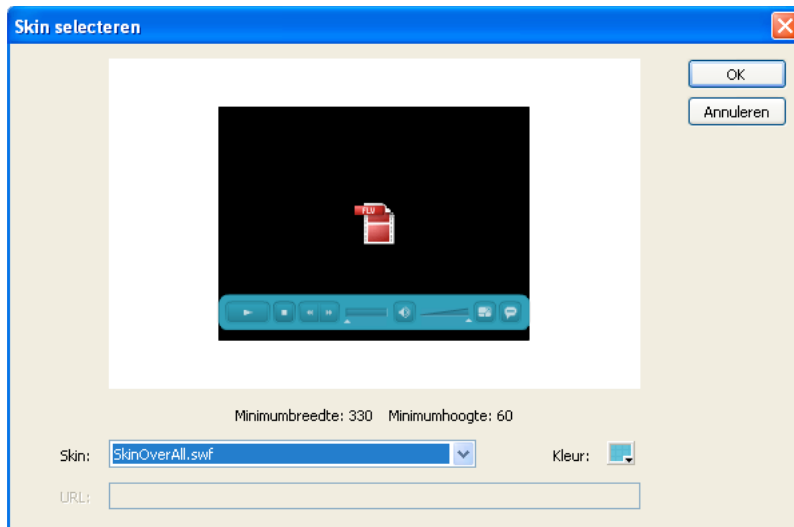 Skin selecteren
OK
Annuleren
FLV
Minimumbreedte: 330 Minimumhoogte: 60
Skin: SkinOverAll.swf Kleur:
URL: